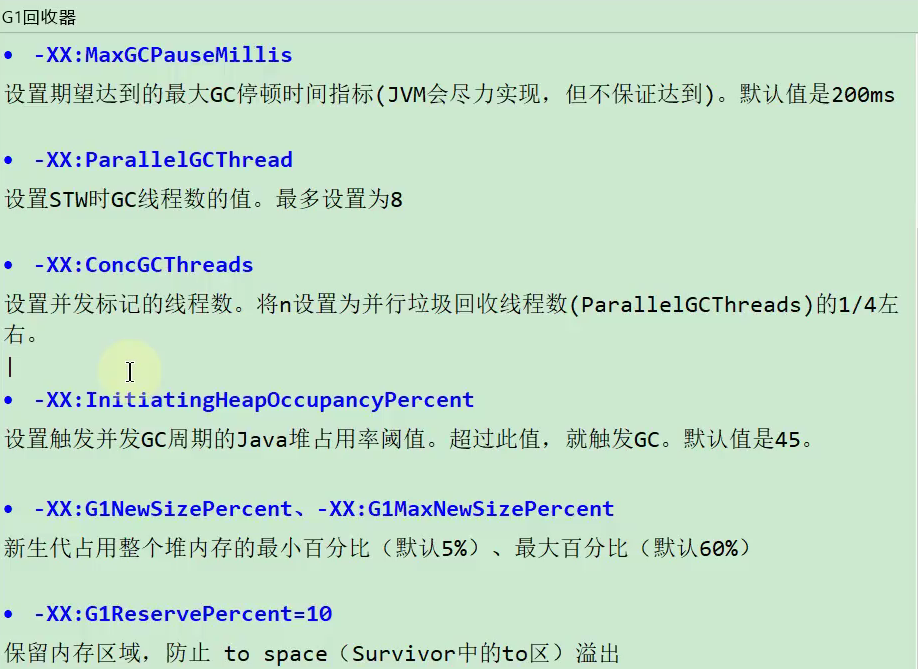 G1回收器
• -XX:MaxGCPauseMillis
设置期望达到的最大GC停顿时间指标(JVM会尽力实现，但不保证达到)。默认值是200ms
• -XX:ParallelGCThread
设置STW时GC线程数的值。最多设置为8
• -XX:ConcGCThreads
设置并发标记的线程数。将n设置为并行垃圾回收线程数(ParallelGCThreads)的1/4左
右。
• -XX:InitiatingHeapOccupancyPercent
设置触发并发GC周期的Java堆占用率阈值。超过此值，就触发GC。默认值是45。
• -XX:G1NewSizePercent、-XX:G1MaxNewSizePercent
新生代占用整个堆内存的最小百分比（默认5%）、最大百分比（默认60%）
• -XX:G1ReservePercent=10
保留内存区域，防止 to space（Survivor中的to区）溢出